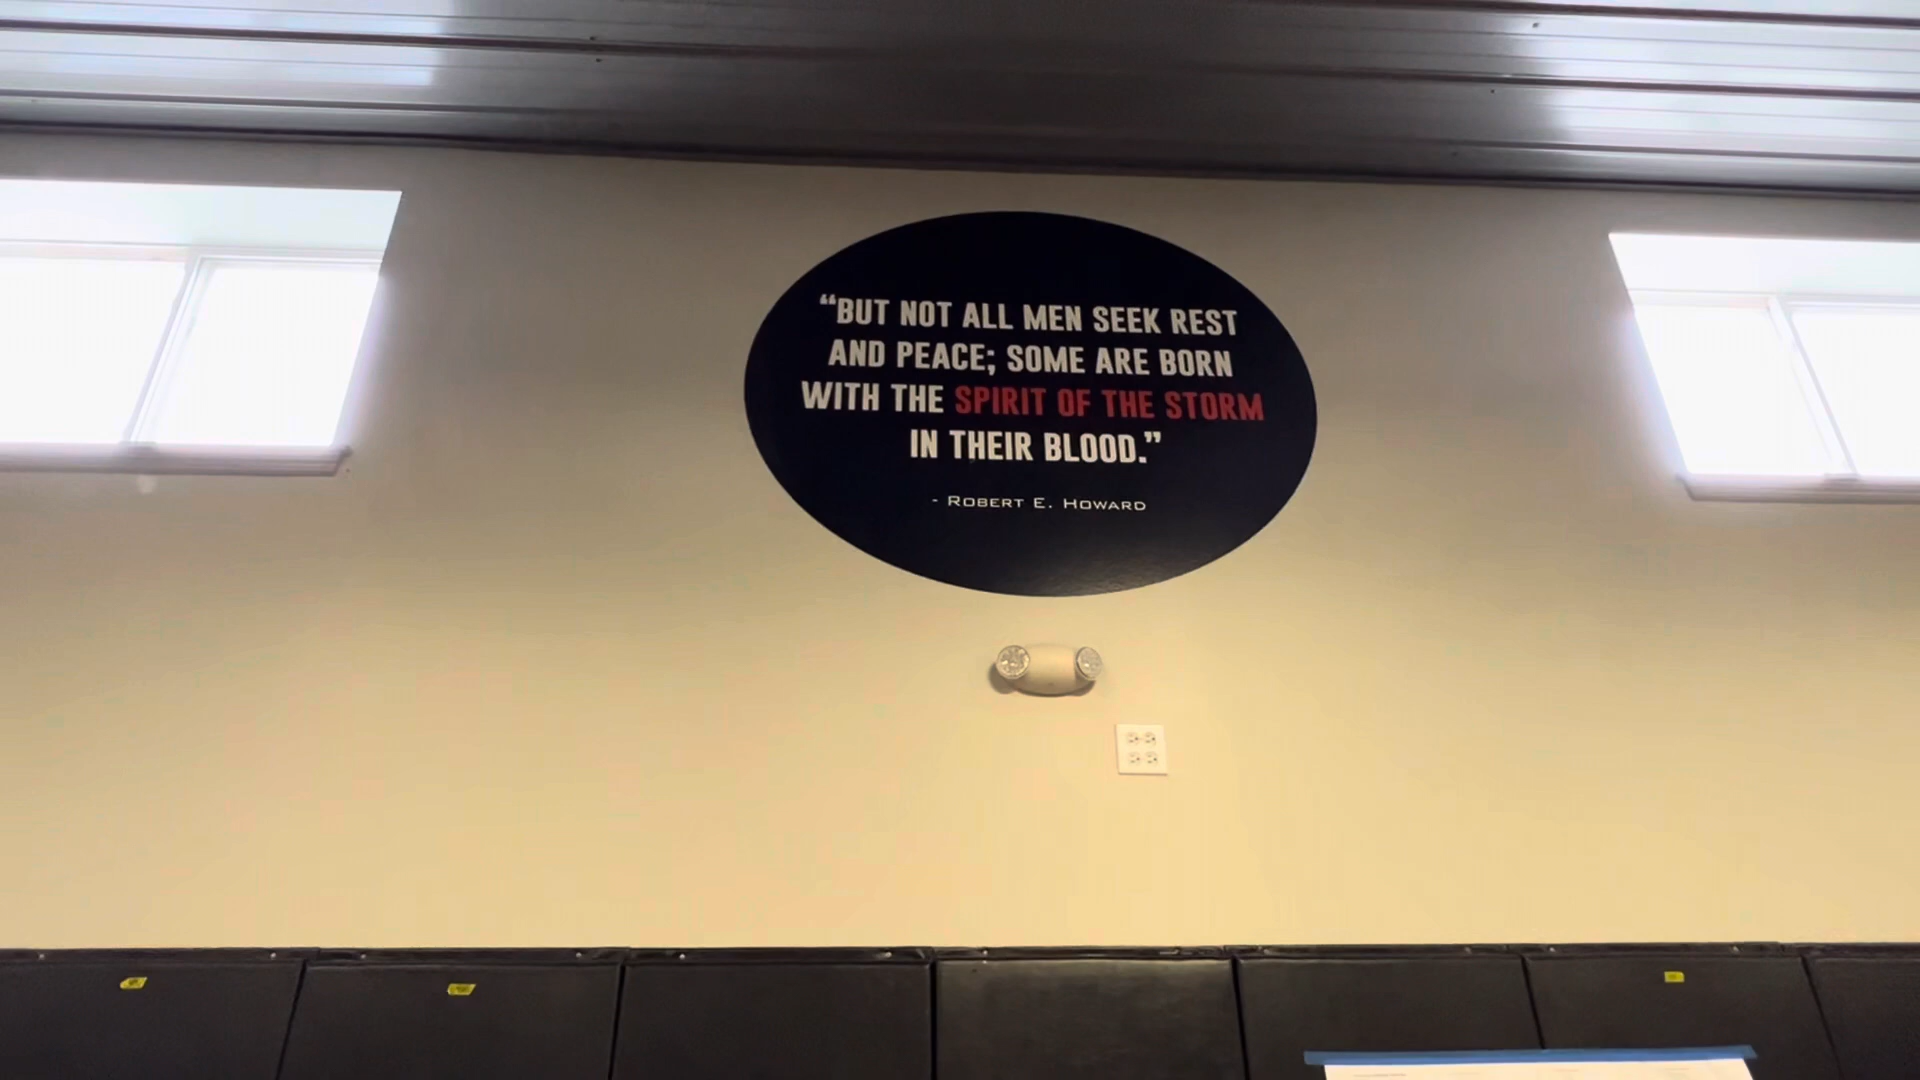 “BUT NOT ALL MEN SEEK REST
AND PEACE; SOME ARE BORN
WITH THE SPIRIT OF THE STORM
IN THEIR BLOOD.”
- ROBERT E. HOWARD